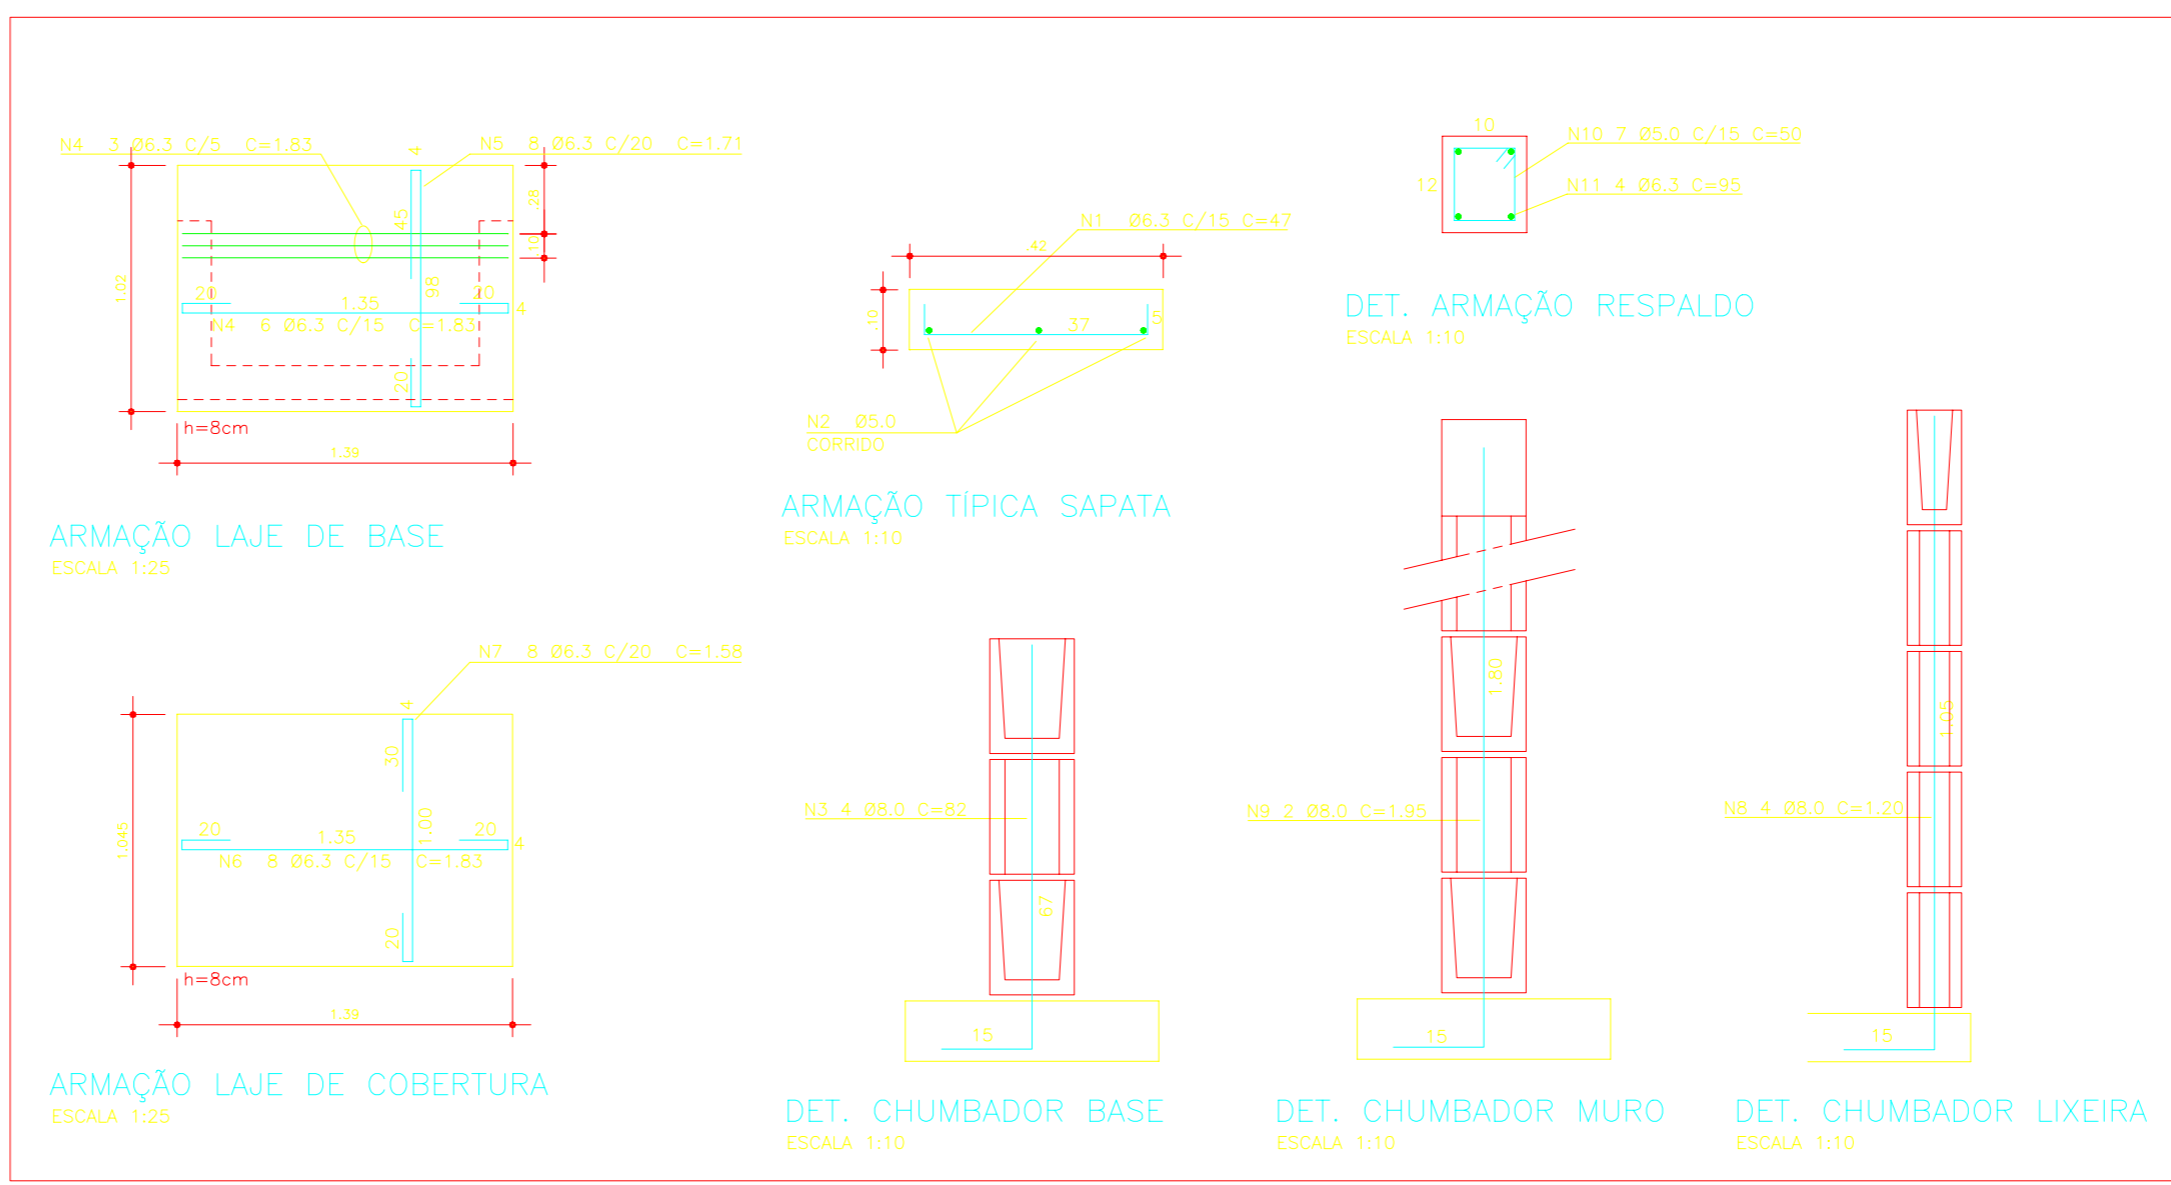 N4 3 Ø6.3 C/5 C=1.83
N5 8 Ø6.3 C/20 C=1.71
4
45
.28
.10
98
1.02
20
1.35
20
4
N4 6 Ø6.3 C/15 C=1.83
20
h=8cm
1.39
ARMAÇÃO LAJE DE BASE
ESCALA 1:25
N1 Ø6.3 C/15 C=47
.42
.10
37
5
N2 Ø5.0
CORRIDO
ARMAÇÃO TÍPICA SAPATA
ESCALA 1:10
10
12
N10 7 Ø5.0 C/15 C=50
N11 4 Ø6.3 C=95
DET. ARMAÇÃO RESPALDO
ESCALA 1:10
N7 8 Ø6.3 C/20 C=1.58
4
30
1.00
1.045
20
1.35
20
4
N6 8 Ø6.3 C/15 C=1.83
20
h=8cm
1.39
ARMAÇÃO LAJE DE COBERTURA
ESCALA 1:25
N3 4 Ø8.0 C=82
67
15
DET. CHUMBADOR BASE
ESCALA 1:10
1.80
N9 2 Ø8.0 C=1.95
15
DET. CHUMBADOR MURO
ESCALA 1:10
1.05
N8 4 Ø8.0 C=1.20
15
DET. CHUMBADOR LIXEIRA
ESCALA 1:10